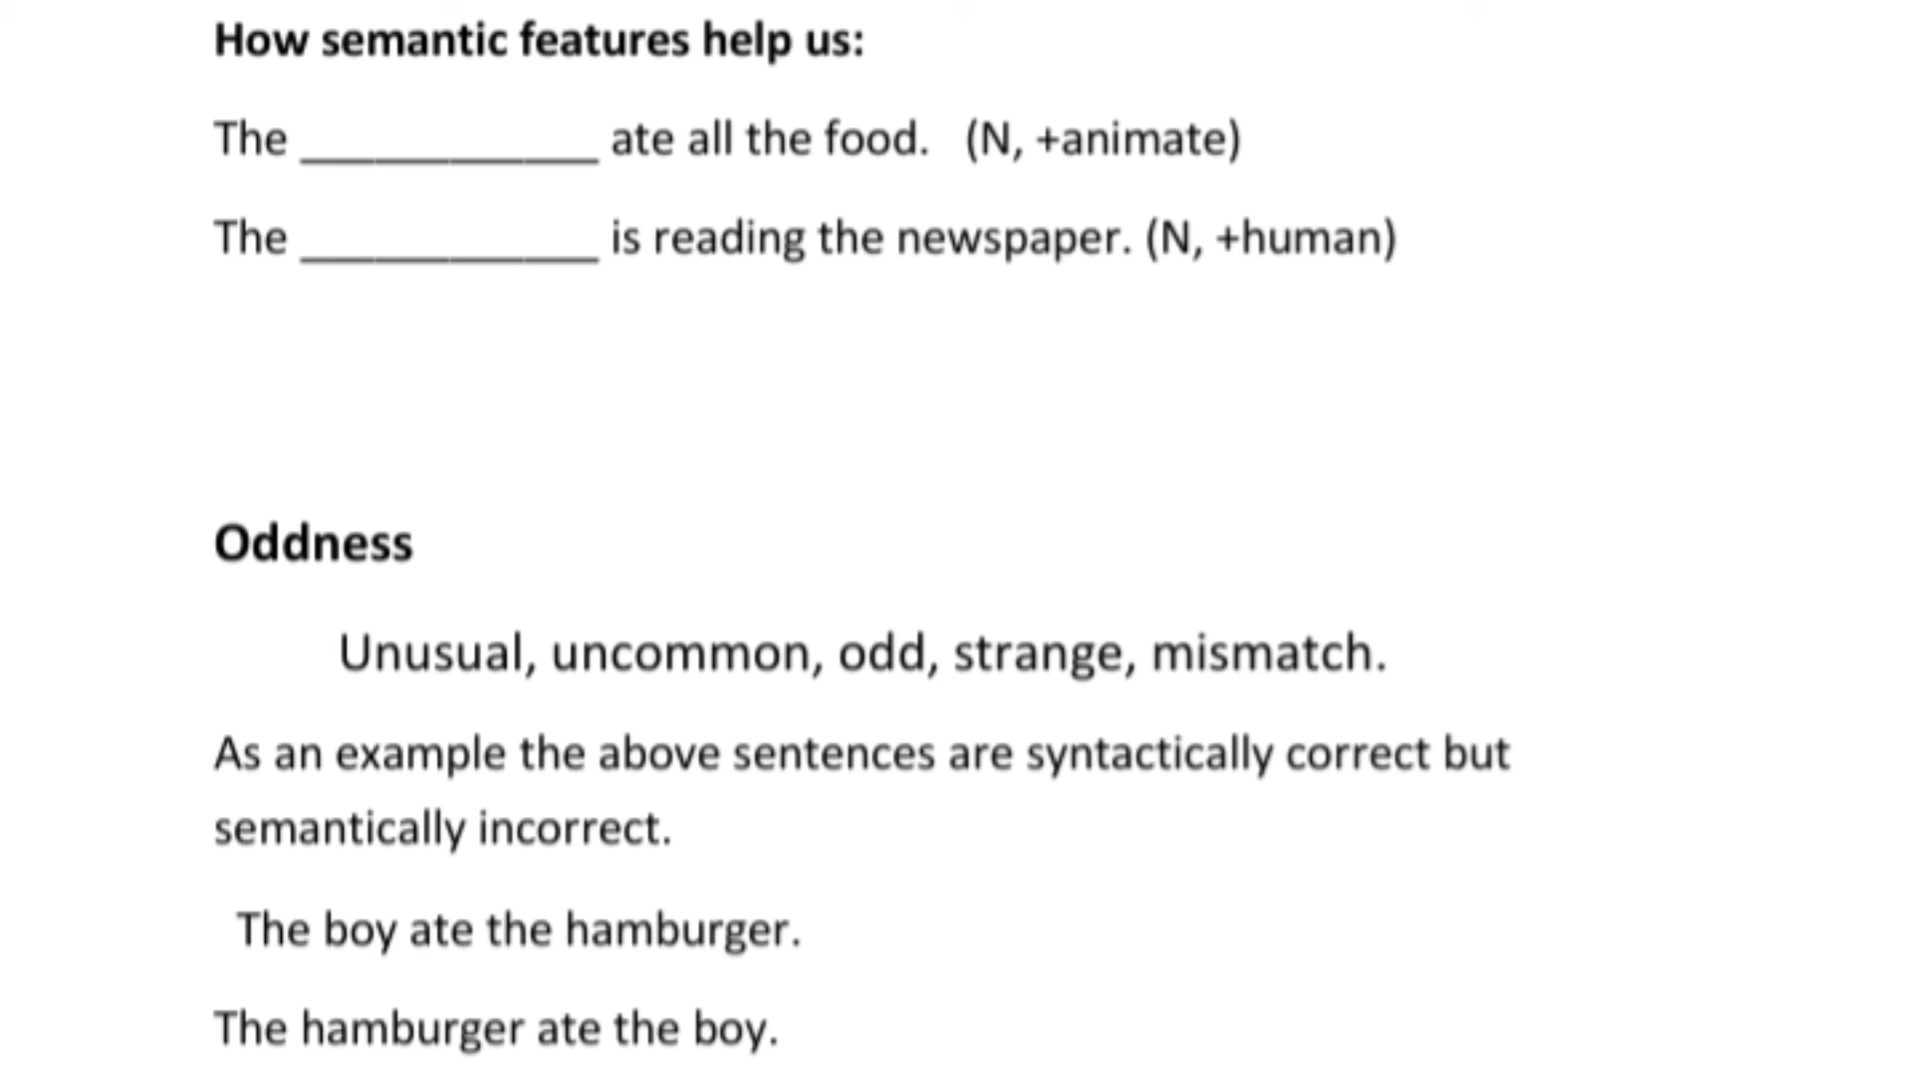 How semantic features help us:
The ____________ ate all the food. (N, +animate)
The ____________ is reading the newspaper. (N, +human)
Oddness
Unusual, uncommon, odd, strange, mismatch.
As an example the above sentences are syntactically correct but
semantically incorrect.
The boy ate the hamburger.
The hamburger ate the boy.